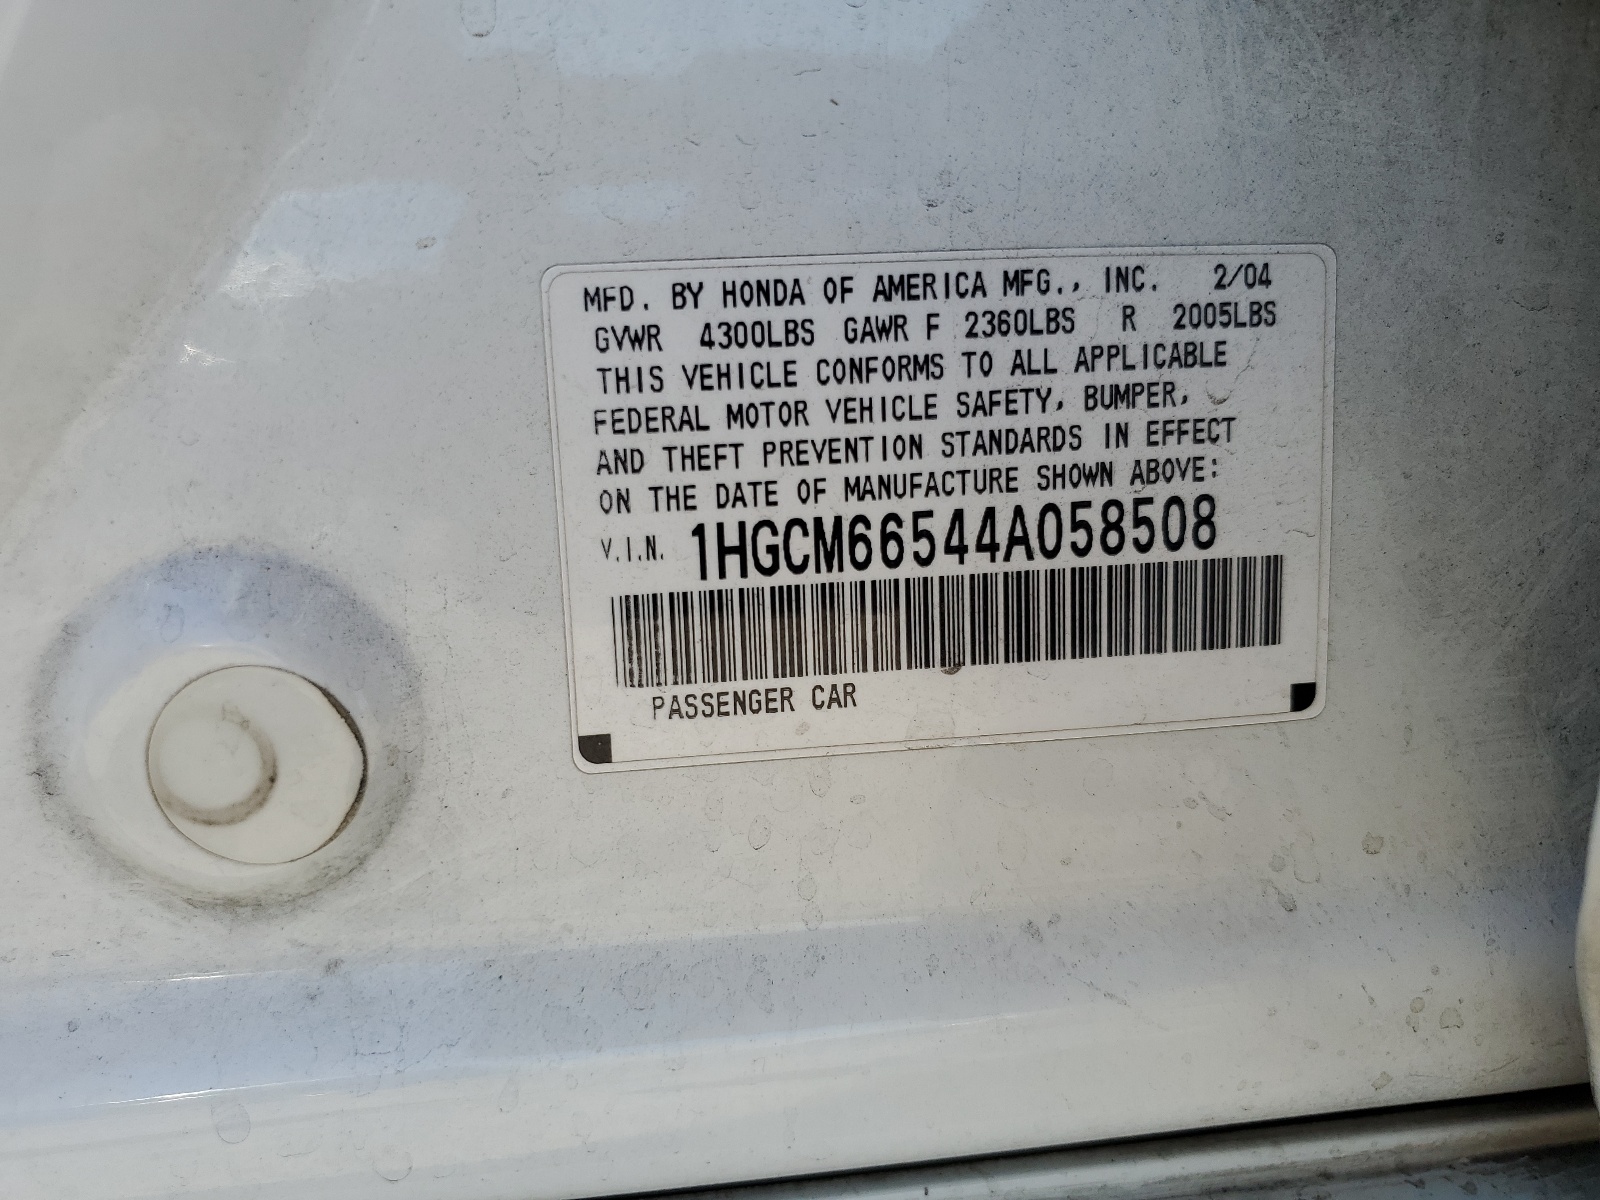 MFD. BY HONDA OF AMERICA MFG., INC. 2/04
GVWR 4300LBS GAWR F 2360LBS R 2005LBS
THIS VEHICLE CONFORMS TO ALL APPLICABLE
FEDERAL MOTOR VEHICLE SAFETY, BUMPER,
AND THEFT PREVENTION STANDARDS IN EFFECT
ON THE DATE OF MANUFACTURE SHOWN ABOVE:
V.I.N. 1HGCM66544A058508
PASSENGER CAR